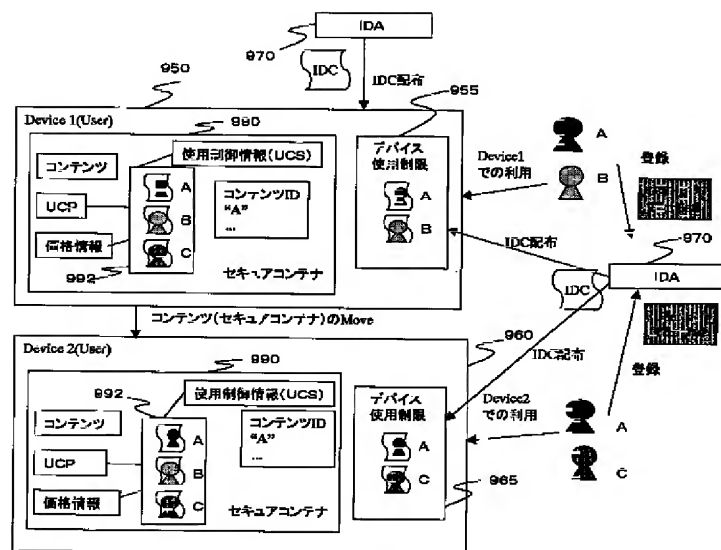 IDA
970
IDC
IDC配布
950
955
Device 1(User)
990
コンテンツ
使用制御情報(UCS)
UCP
価格情報
992
A
B
C
コンテンツID
"A"
...
セキュアコンテナ
デバイス
使用制限
A
B
Device1
での利用
A
B
登録
970
IDA
IDC配布
IDC
登録
コンテンツ(セキュアコンテナ)のMove
Device 2(User)
990
960
IDC配布
992
コンテンツ
使用制御情報(UCS)
UCP
価格情報
A
B
C
コンテンツID
"A"
...
セキュアコンテナ
デバイス
使用制限
A
C
965
Device2
での利用
A
C